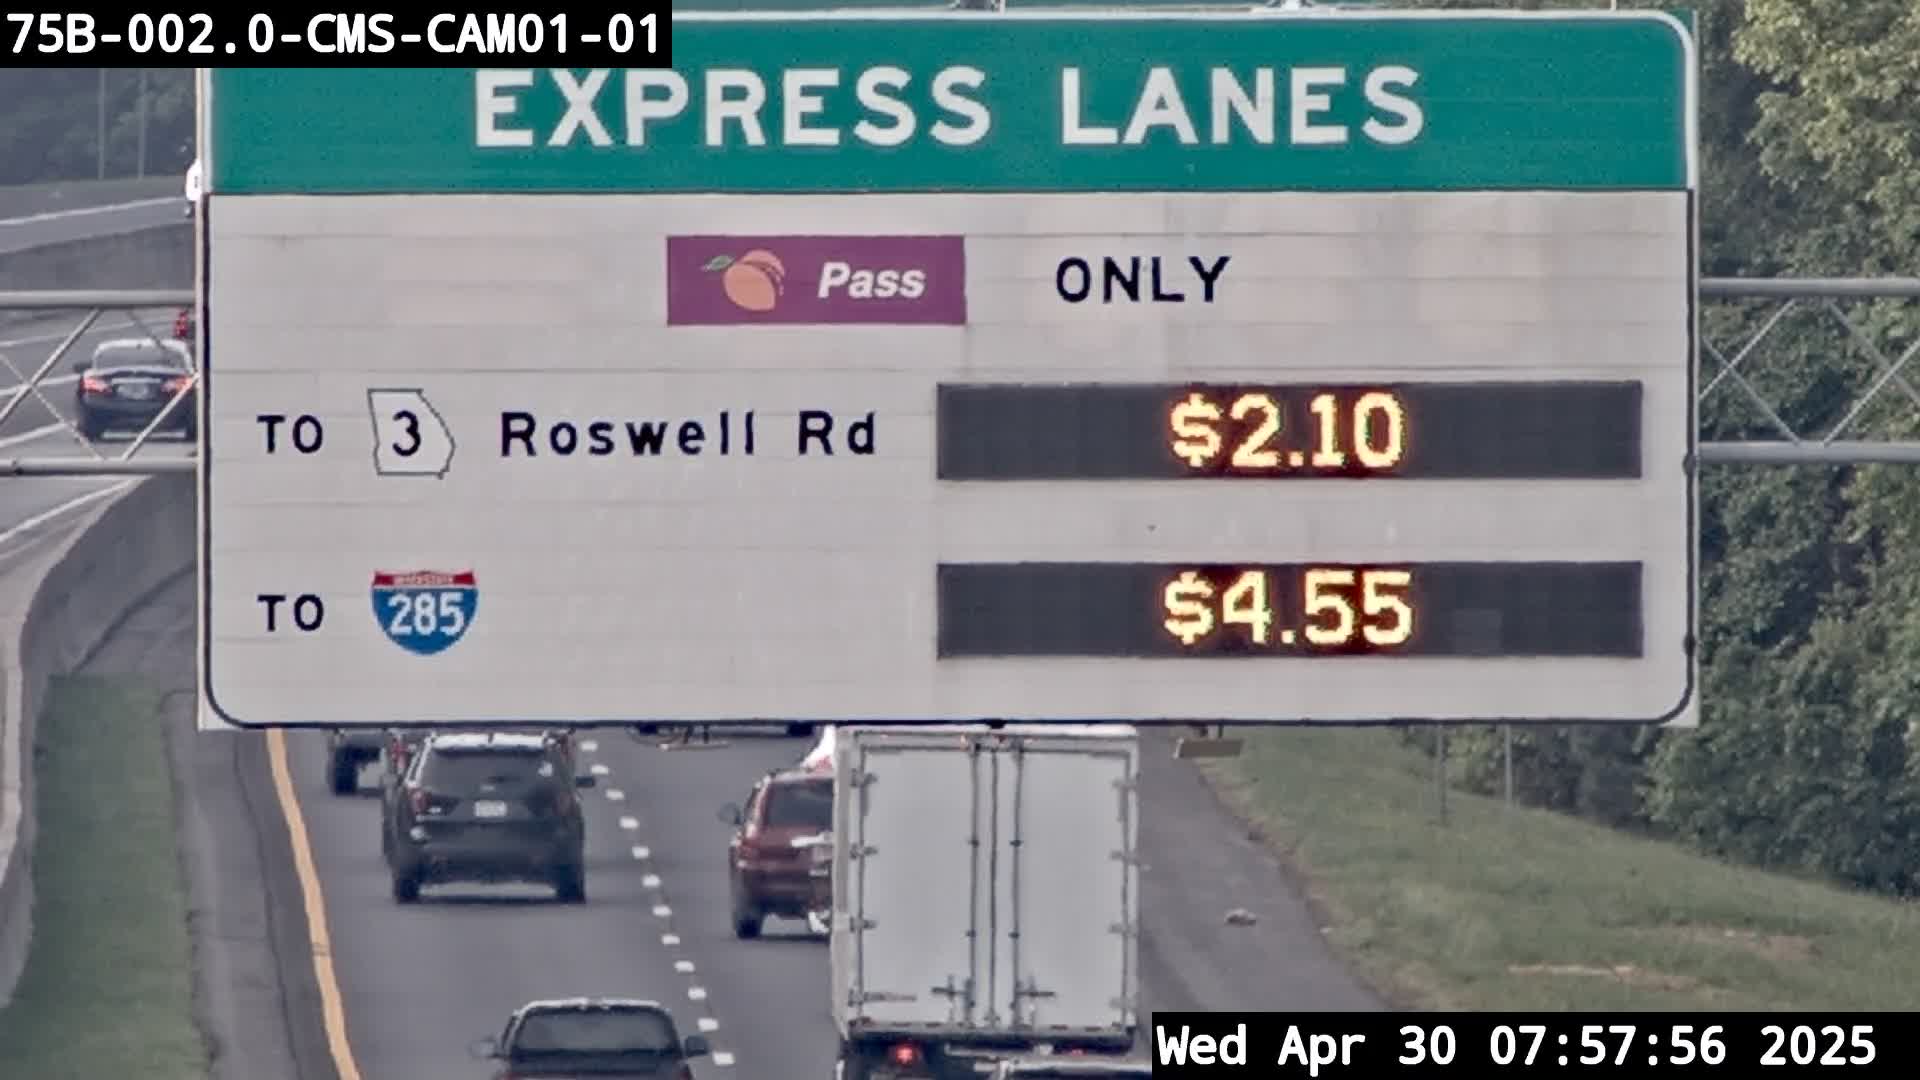 75B-002.0-CMS-CAM01-01
EXPRESS LANES
Pass ONLY
TO 3 Roswell Rd $2.10
TO INTERSTATE 285 $4.55
Wed Apr 30 07:57:56 2025